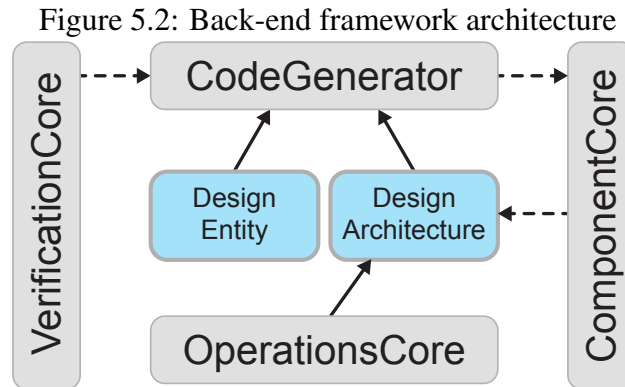 Figure 5.2: Back-end framework architecture
VerificationCore
CodeGenerator
ComponentCore
Design
Entity
Design
Architecture
OperationsCore